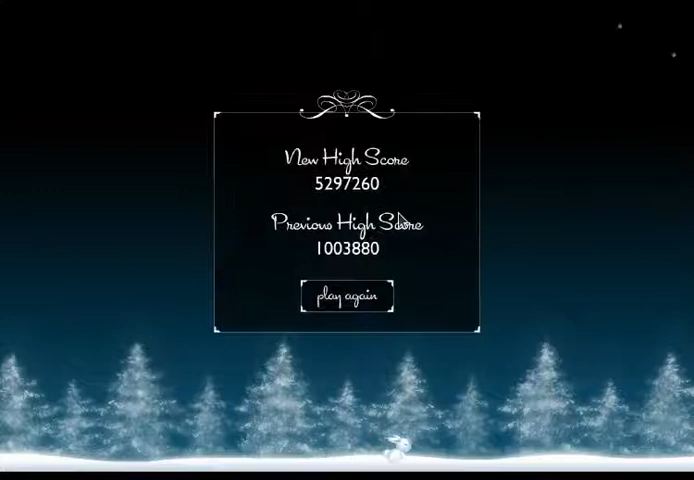 New High Score
5297260
Previous High Score
1003880
play again